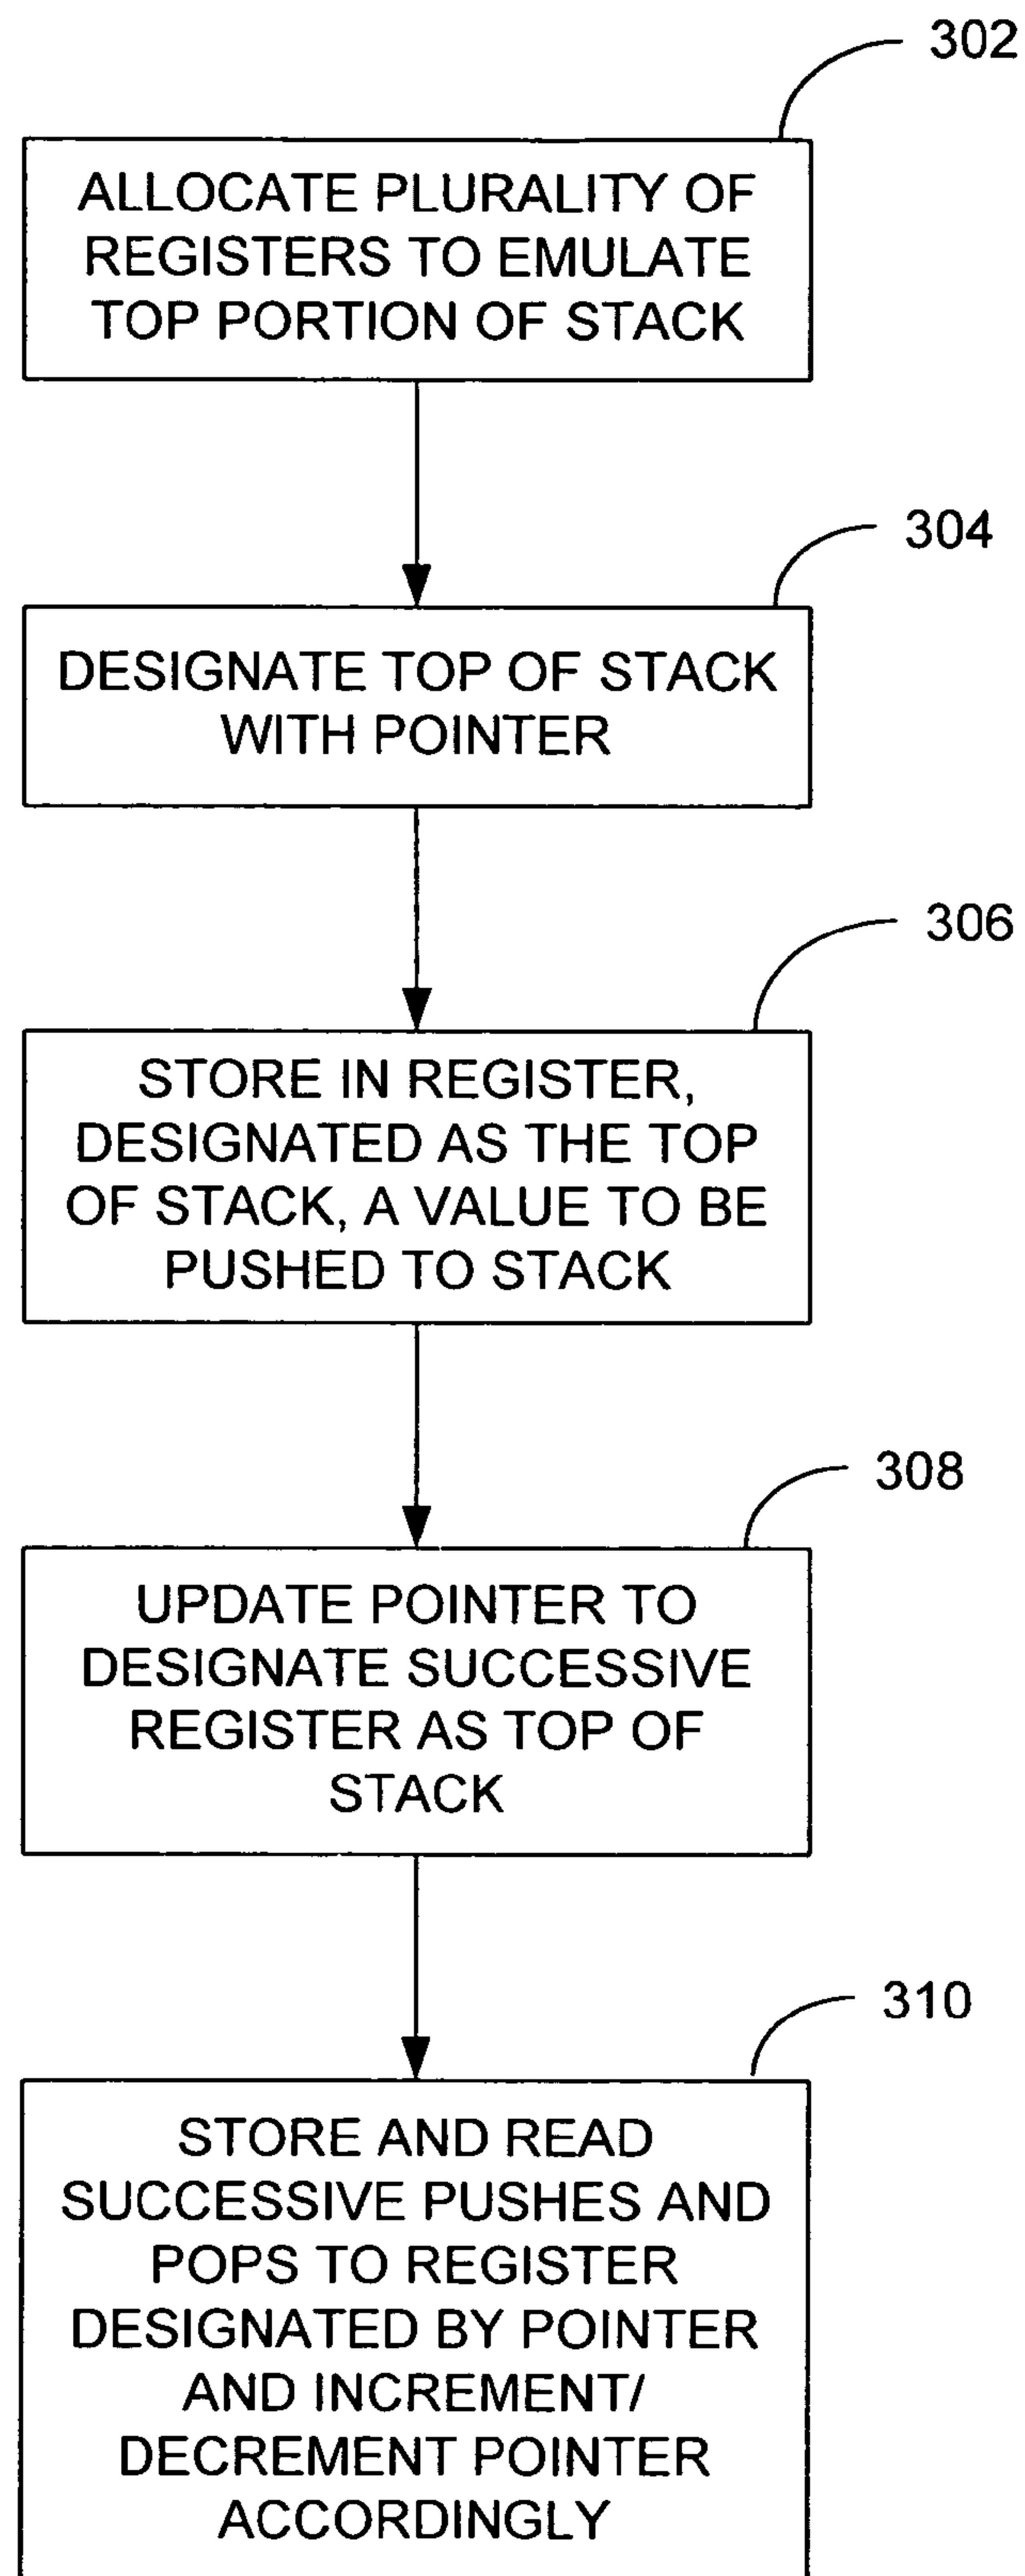 302
ALLOCATE PLURALITY OF
REGISTERS TO EMULATE
TOP PORTION OF STACK
304
DESIGNATE TOP OF STACK
WITH POINTER
306
STORE IN REGISTER,
DESIGNATED AS THE TOP
OF STACK, A VALUE TO BE
PUSHED TO STACK
308
UPDATE POINTER TO
DESIGNATE SUCCESSIVE
REGISTER AS TOP OF
STACK
310
STORE AND READ
SUCCESSIVE PUSHES AND
POPS TO REGISTER
DESIGNATED BY POINTER
AND INCREMENT/
DECREMENT POINTER
ACCORDINGLY